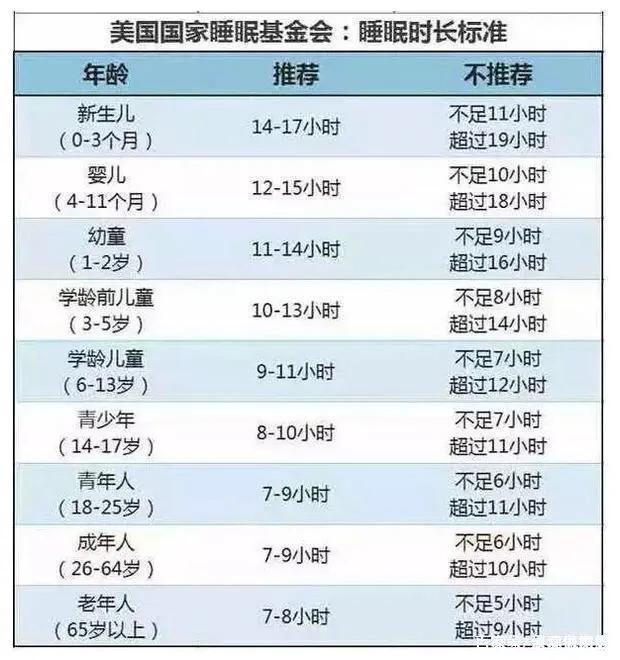 美国国家睡眠基金会：睡眠时长标准
年龄 推荐 不推荐
新生儿
（0-3个月） 14-17小时 不足11小时
超过19小时
婴儿
（4-11个月） 12-15小时 不足10小时
超过18小时
幼童
（1-2岁） 11-14小时 不足9小时
超过16小时
学龄前儿童
（3-5岁） 10-13小时 不足8小时
超过14小时
学龄儿童
（6-13岁） 9-11小时 不足7小时
超过12小时
青少年
（14-17岁） 8-10小时 不足7小时
超过11小时
青年人
（18-25岁） 7-9小时 不足6小时
超过11小时
成年人
（26-64岁） 7-9小时 不足6小时
超过10小时
老年人
（65岁以上） 7-8小时 不足5小时
超过9小时